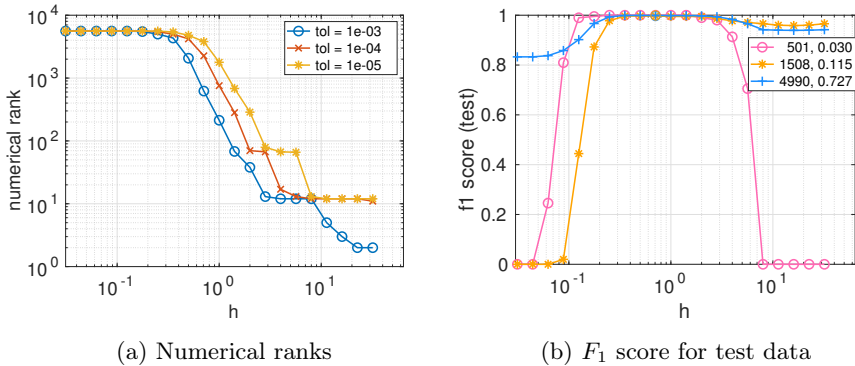 tol = 1e-03
tol = 1e-04
tol = 1e-05
numerical rank
10^4
10^3
10^2
10^1
10^0
10^-1
10^0
10^1
h
(a) Numerical ranks
501, 0.030
1508, 0.115
4990, 0.727
f1 score (test)
1
0.8
0.6
0.4
0.2
0
10^-1
10^0
10^1
h
(b) F₁ score for test data